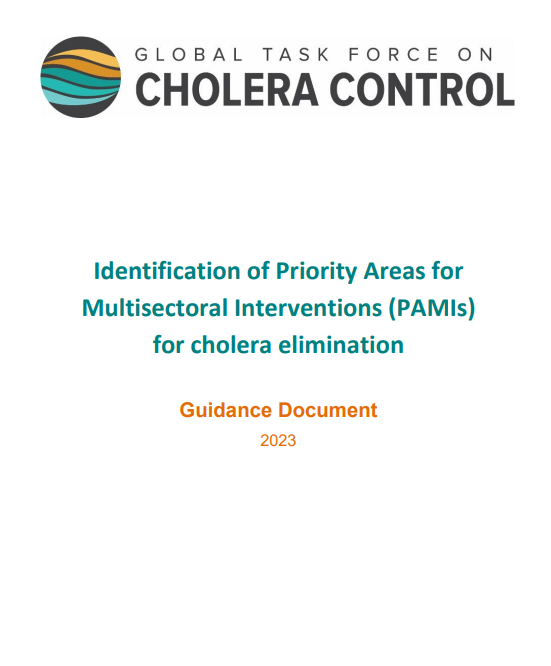 GLOBAL TASK FORCE ON
CHOLERA CONTROL
Identification of Priority Areas for
Multisectoral Interventions (PAMIs)
for cholera elimination
Guidance Document
2023